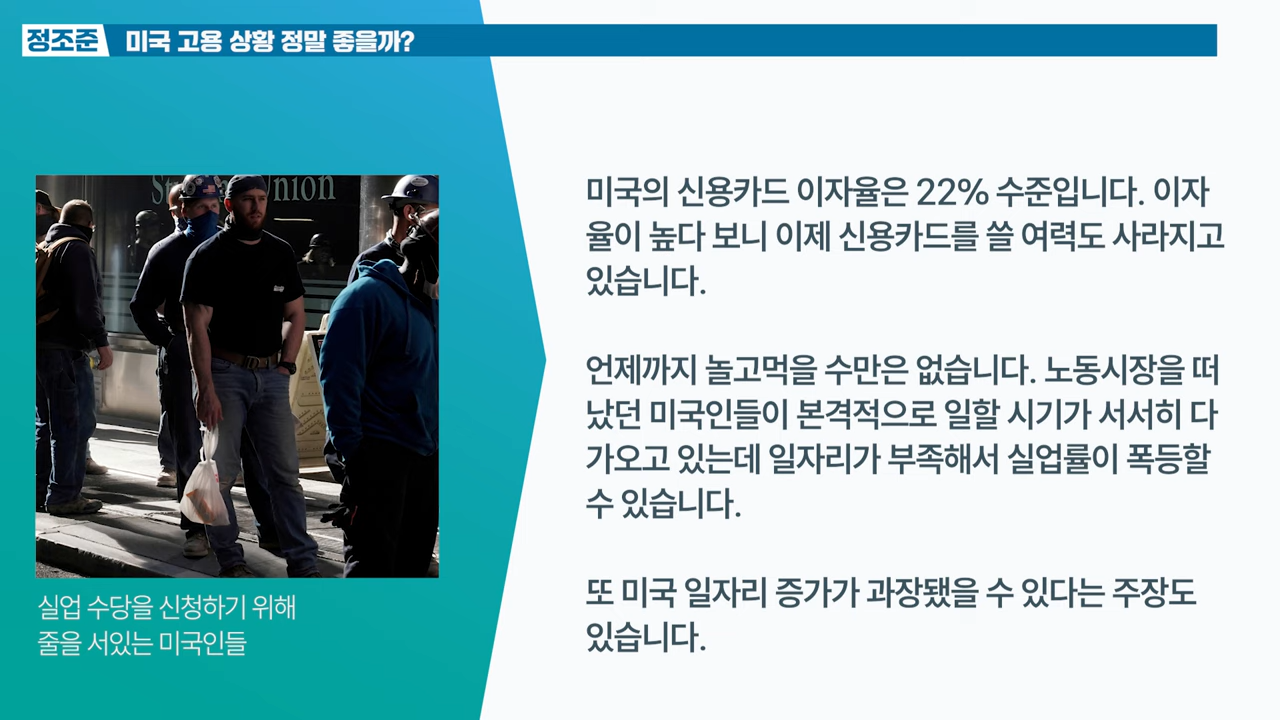 정조준 미국 고용 상황 정말 좋을까?
미국의 신용카드 이자율은 22% 수준입니다. 이자
율이 높다 보니 이제 신용카드를 쓸 여력도 사라지고
있습니다.
언제까지 놀고먹을 수만은 없습니다. 노동시장을 떠
났던 미국인들이 본격적으로 일할 시기가 서서히 다
가오고 있는데 일자리가 부족해서 실업률이 폭등할
수 있습니다.
또 미국 일자리 증가가 과장됐을 수 있다는 주장도
있습니다.
실업 수당을 신청하기 위해
줄을 서있는 미국인들